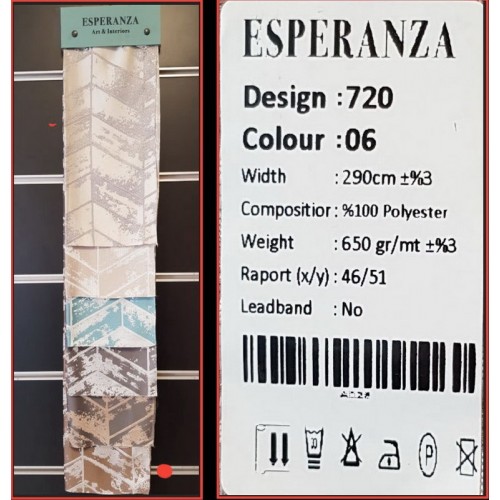 ESPERANZA
Art & Interiors
ESPERANZA
Design :720
Colour :06
Width : 290cm ±%3
Compositior : %100 Polyester
Weight : 650 gr/mt ±%3
Raport (x/y) : 46/51
Leadband : No
P